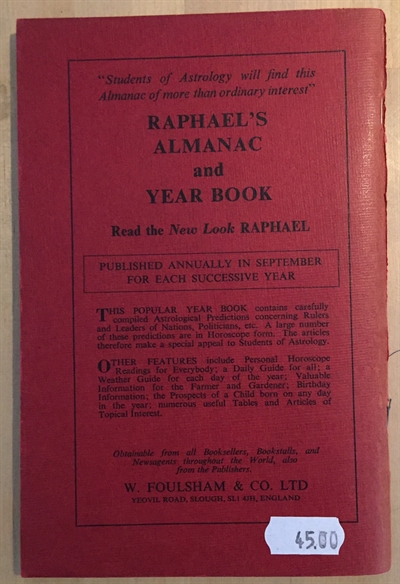 "Students of Astrology will find this
Almanac of more than ordinary interest"
RAPHAEL'S
ALMANAC
and
YEAR BOOK
Read the New Look RAPHAEL
PUBLISHED ANNUALLY IN SEPTEMBER
FOR EACH SUCCESSIVE YEAR
THIS POPULAR YEAR BOOK contains carefully
compiled Astrological Predictions concerning Rulers
and Leaders of Nations, Politicians, etc. A large number
of these predictions are in Horoscope form. The articles
therefore make a special appeal to Students of Astrology.
OTHER FEATURES include Personal Horoscope
Readings for Everybody; a Daily Guide for all; a
Weather Guide for each day of the year; Valuable
Information for the Farmer and Gardener; Birthday
Information; the Prospects of a Child born on any day
in the year; numerous useful Tables and Articles of
Topical Interest.
Obtainable from all Booksellers, Bookstalls, and
Newsagents throughout the World, also
from the Publishers.
W. FOULSHAM & CO. LTD
YEOVIL ROAD, SLOUGH, SL1 4JH, ENGLAND
45.00